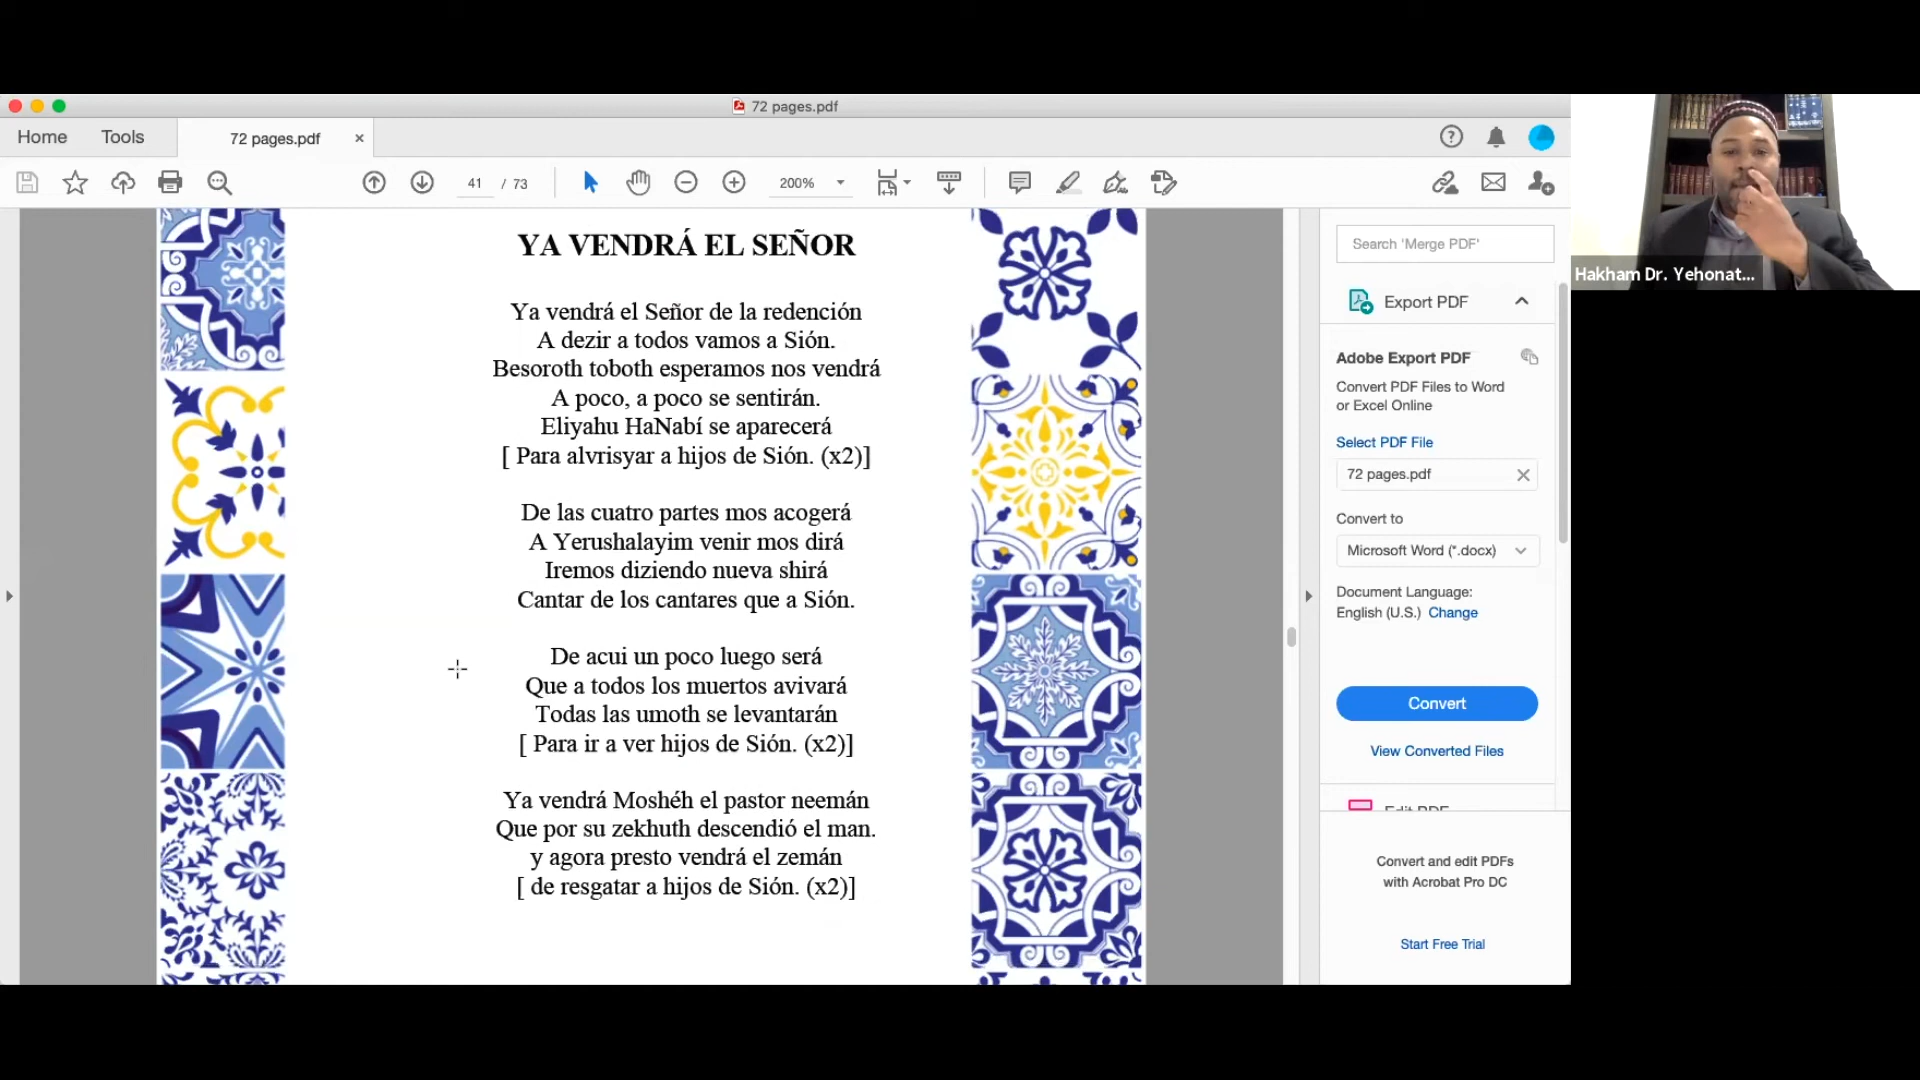 72 pages.pdf
Home Tools 72 pages.pdf
41 / 73 200%
YA VENDRÁ EL SEÑOR
Ya vendrá el Señor de la redención
A dezir a todos vamos a Sión.
Besoroth toboth esperamos nos vendrá
A poco, a poco se sentirán.
Eliyahu HaNabí se aparecerá
[ Para alvrisyar a hijos de Sión. (x2)]
De las cuatro partes mos acogerá
A Yerushalayim venir mos dirá
Iremos diziendo nueva shirá
Cantar de los cantares que a Sión.
De acui un poco luego será
Que a todos los muertos avivará
Todas las umoth se levantarán
[ Para ir a ver hijos de Sión. (x2)]
Ya vendrá Moshéh el pastor neemán
Que por su zekhuth descendió el man.
y agora presto vendrá el zemán
[ de resgatar a hijos de Sión. (x2)]
Search 'Merge PDF'
Export PDF
Adobe Export PDF
Convert PDF Files to Word
or Excel Online
Select PDF File
72 pages.pdf
Convert to
Microsoft Word (*.docx)
Document Language:
English (U.S.) Change
Convert
View Converted Files
Edit PDF
Convert and edit PDFs
with Acrobat Pro DC
Start Free Trial
Hakham Dr. Yehonat...